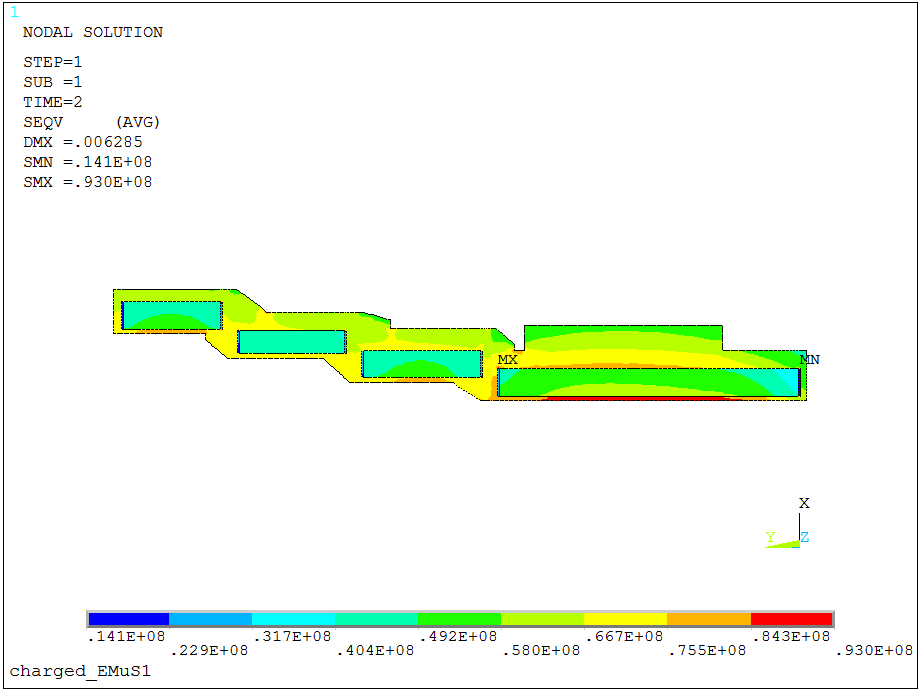 1
NODAL SOLUTION
STEP=1
SUB =1
TIME=2
SEQV (AVG)
DMX =.006285
SMN =.141E+08
SMX =.930E+08
MX
MN
X
Y
Z
.141E+08
.317E+08
.492E+08
.667E+08
.843E+08
.229E+08
.404E+08
.580E+08
.755E+08
.930E+08
charged_EMuS1